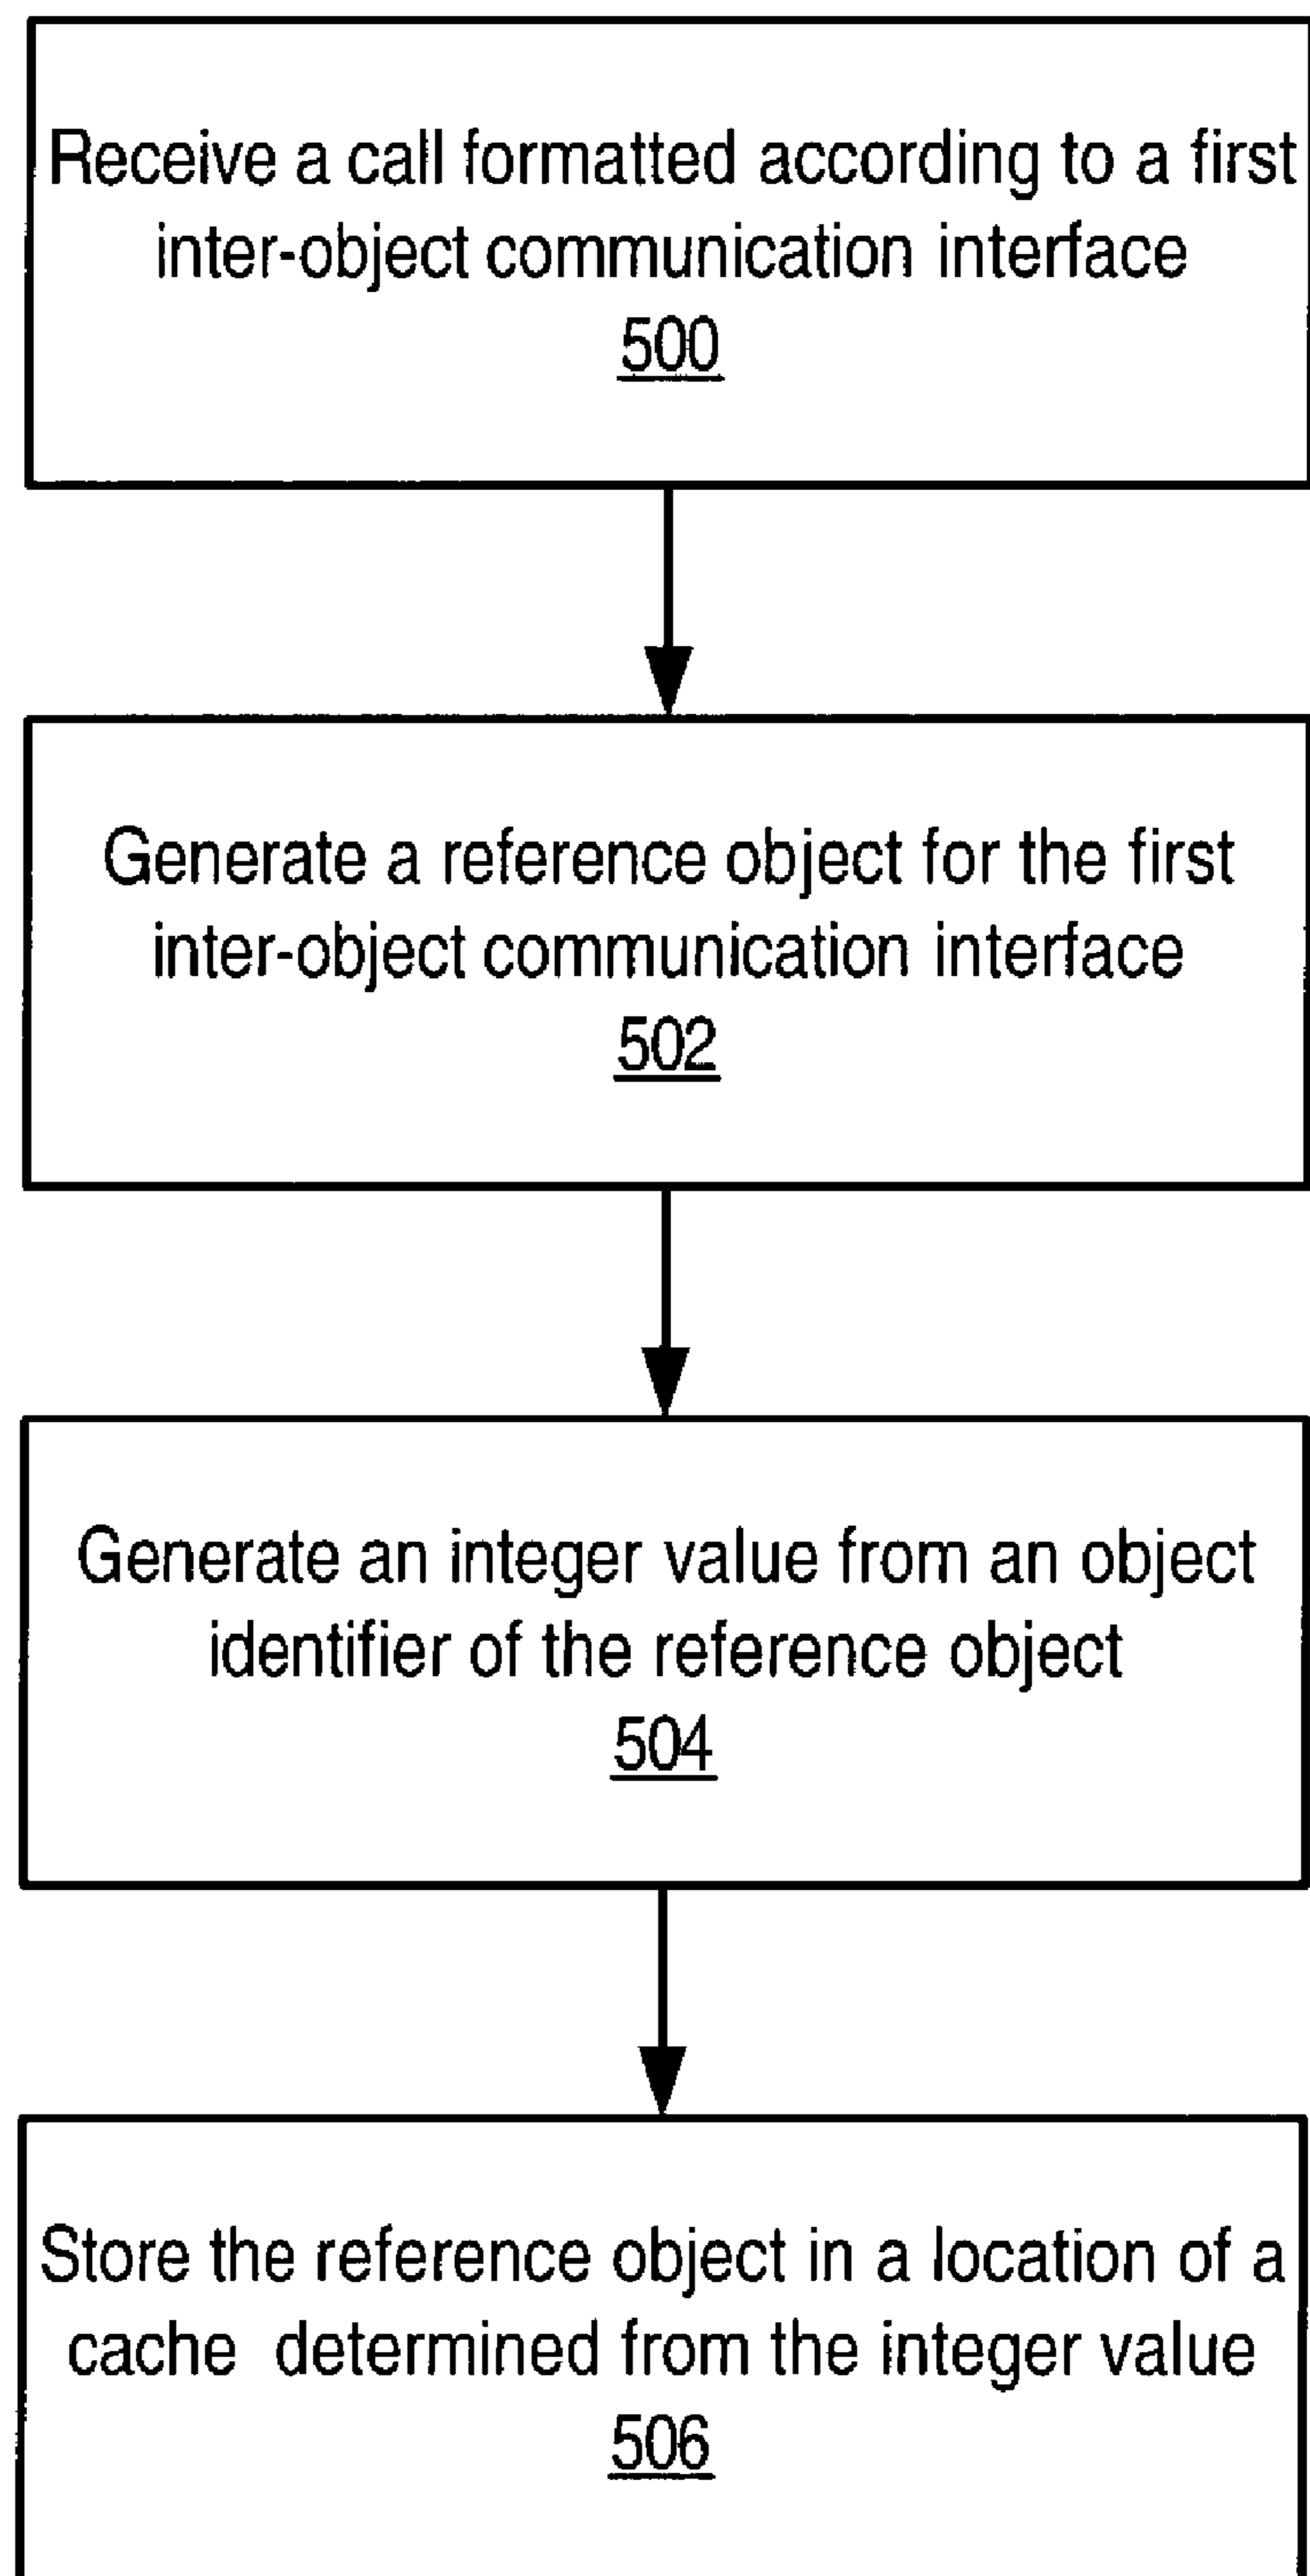 Receive a call formatted according to a first
inter-object communication interface
500
Generate a reference object for the first
inter-object communication interface
502
Generate an integer value from an object
identifier of the reference object
504
Store the reference object in a location of a
cache determined from the integer value
506